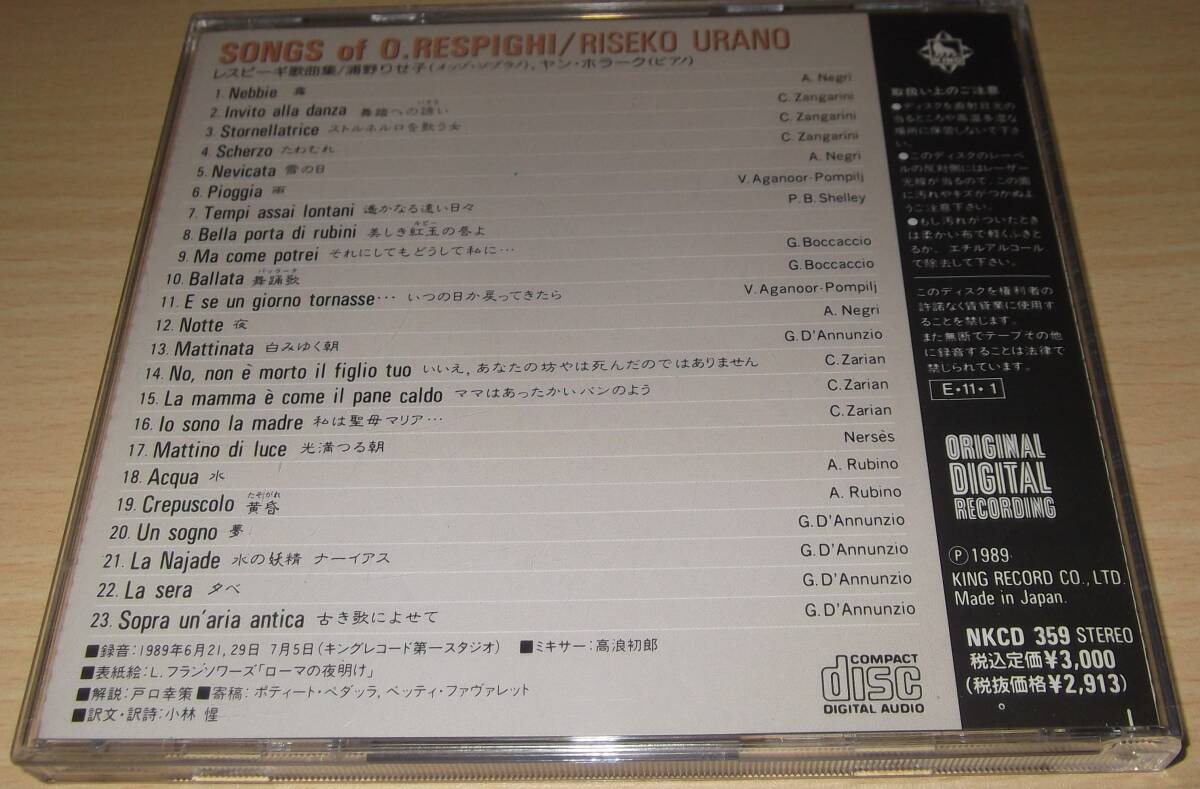 SONGS of O.RESPIGHI/RISEKO URANO
レスピーギ歌曲集/浦野りせ子(メッゾ・ソプラノ)、ヤン・ホラーク(ピアノ)
1. Nebbie 霧 A. Negri
2. Invito alla danza 舞踏への誘い C. Zangarini
3. Stornellatrice ストルネルロを歌う女 C. Zangarini
4. Scherzo たわむれ C. Zangarini
5. Nevicata 雪の日 A. Negri
6. Pioggia 雨 V. Aganoor-Pompilj
7. Tempi assai lontani 遙かなる遠い日々 P.B. Shelley
8. Bella porta di rubini 美しき紅玉の唇よ
9. Ma come potrei それにしてもどうして私に… G. Boccaccio
10. Ballata 舞踊歌 G. Boccaccio
11. E se un giorno tornasse… いつの日か戻ってきたら V. Aganoor-Pompilj
12. Notte 夜 A. Negri
13. Mattinata 白みゆく朝 G. D'Annunzio
14. No, non è morto il figlio tuo いいえ,あなたの坊やは死んだのではありません C. Zarian
15. La mamma è come il pane caldo ママはあったかいパンのよう C. Zarian
16. Io sono la madre 私は聖母マリア… C. Zarian
17. Mattino di luce 光満つる朝 Nersès
18. Acqua 水 A. Rubino
19. Crepuscolo 黄昏 A. Rubino
20. Un sogno 夢 G. D'Annunzio
21. La Najade 水の妖精 ナーイアス G. D'Annunzio
22. La sera 夕べ G. D'Annunzio
23. Sopra un'aria antica 古き歌によせて G. D'Annunzio
■録音:1989年6月21,29日 7月5日(キングレコード第一スタジオ) ■ミキサー:高浪初郎
■表紙絵:L.フランソワーズ「ローマの夜明け」
■解説:戸口幸策■寄稿:ポティート・ペダッラ,ベッティ・ファヴァレット
■訳文・訳詩:小林 惺
COMPACT
disc
DIGITAL AUDIO
取扱い上のご注意
●ディスクを直射日光の
当るところや高温多湿な
場所に保管しないで下さ
い。
●このディスクのレーベ
ルの反対側にはレーザー
光線が当るので、この面
に汚れやキズがつかぬよ
うご注意下さい。
●もし汚れがついたとき
は柔かい布で軽くふきと
るか、エチルアルコール
で除去して下さい。
このディスクを権利者の
許諾なく賃貸業に使用す
ることを禁じます。
また無断でテープその他
に録音することは法律で
禁じられています。
E・11・1
ORIGINAL
DIGITAL
RECORDING
Ⓟ1989
KING RECORD CO., LTD.
Made in Japan.
NKCD 359 STEREO
税込定価¥3,000
(税抜価格¥2,913)